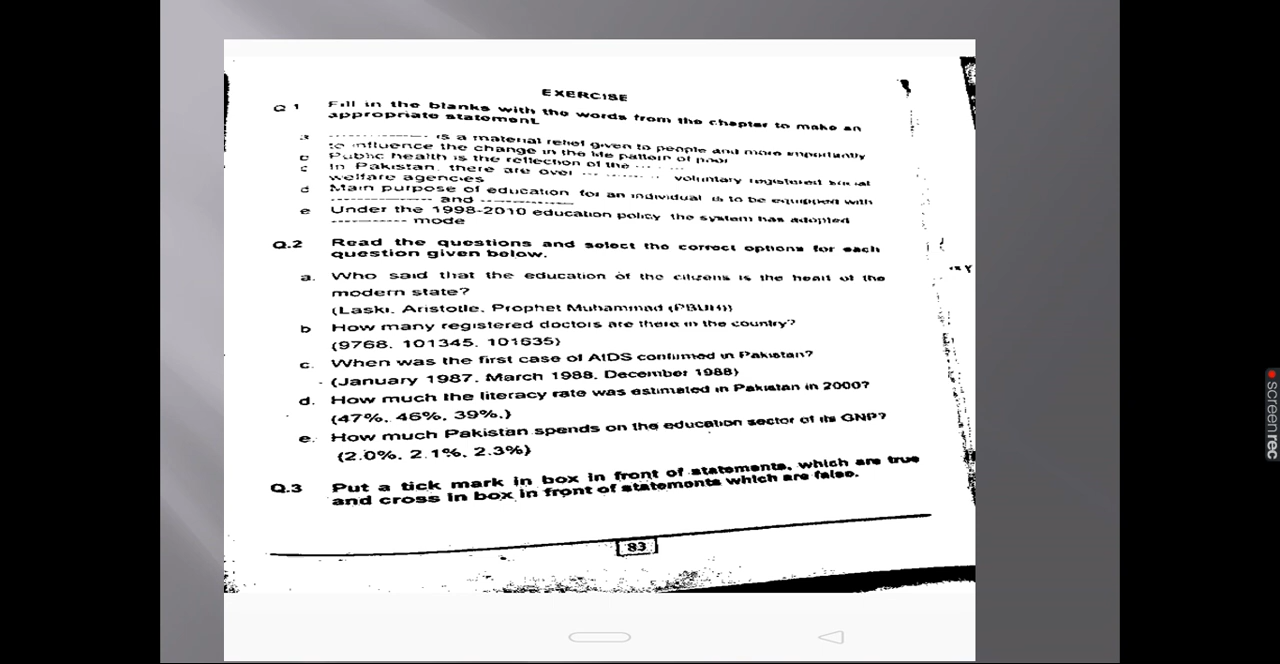 EXERCISE
Q 1 Fill in the blanks with the words from the chapter to make an
appropriate statement.
a ---------------- is a material relief given to people and more importantly
to influence the change in the life pattern of poor
Public health is the reflection of the --- --- ---
c In Pakistan, there are over --- --- --- voluntary registered social
welfare agencies
d Main purpose of education for an individual is to be equipped with
---------------- and ----------------
e Under the 1998-2010 education policy the system has adopted
------------ mode
Q.2 Read the questions and select the correct options for each
question given below.
a. Who said that the education of the citizens is the heart of the
modern state?
(Laski, Aristotle, Prophet Muhammad (PBUH))
b How many registered doctors are there in the country?
(9768, 101345, 101635)
c. When was the first case of AIDS confirmed in Pakistan?
(January 1987, March 1988, December 1988)
d. How much the literacy rate was estimated in Pakistan in 2000?
(47%, 46%, 39%,)
e. How much Pakistan spends on the education sector of its GNP?
(2.0%, 2.1%, 2.3%)
Q.3 Put a tick mark in box in front of statements, which are true
and cross in box in front of statements which are false.
83
screenrec